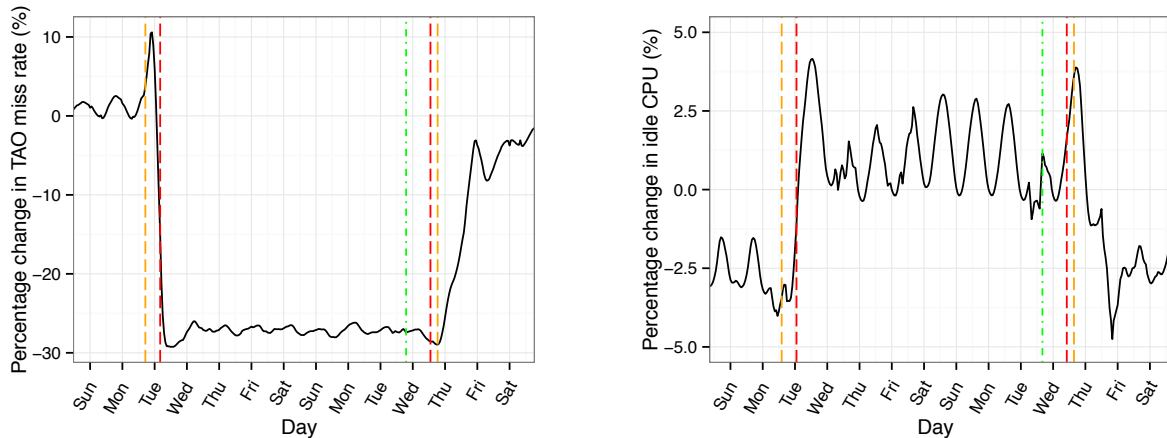 Percentage change in TAO miss rate (%)
10
0
−10
−20
−30
Sun Mon Tue Wed Thu Fri Sat Sun Mon Tue Wed Thu Fri Sat
Day
Percentage change in idle CPU (%)
5.0
2.5
0.0
−2.5
−5.0
Sun Mon Tue Wed Thu Fri Sat Sun Mon Tue Wed Thu Fri Sat
Day